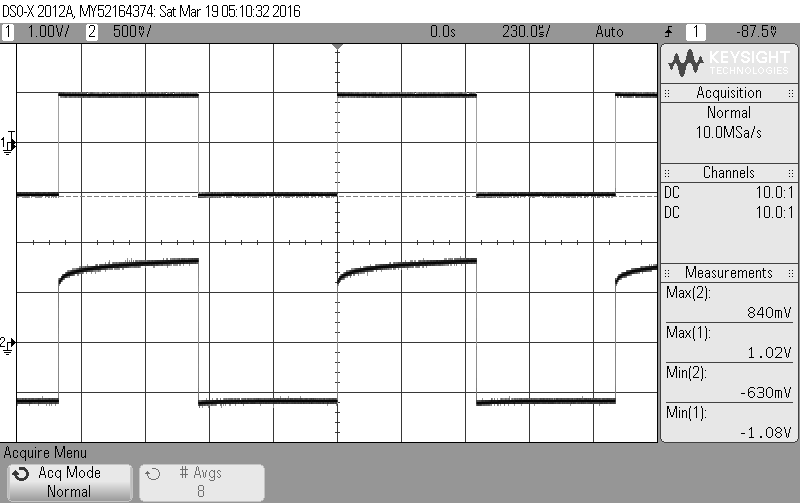 DSO-X 2012A, MY52164374: Sat Mar 19 05:10:32 2016
1 1.00V/ 2 500mV/ 0.0s 230.0us/ Auto 1 -87.5mV
KEYSIGHT
TECHNOLOGIES
Acquisition
Normal
10.0MSa/s
Channels
DC 10.0:1
DC 10.0:1
Measurements
Max(2):
840mV
Max(1):
1.02V
Min(2):
-630mV
Min(1):
-1.08V
T
1
2
Acquire Menu
Acq Mode
Normal
# Avgs
8